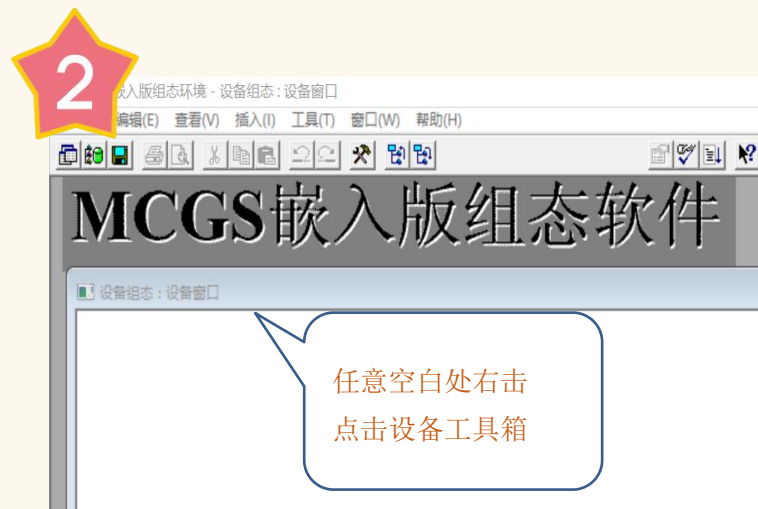 2
嵌入版组态环境 - 设备组态 : 设备窗口
编辑(E) 查看(V) 插入(I) 工具(T) 窗口(W) 帮助(H)
MCGS嵌入版组态软件
设备组态 : 设备窗口
任意空白处右击
点击设备工具箱